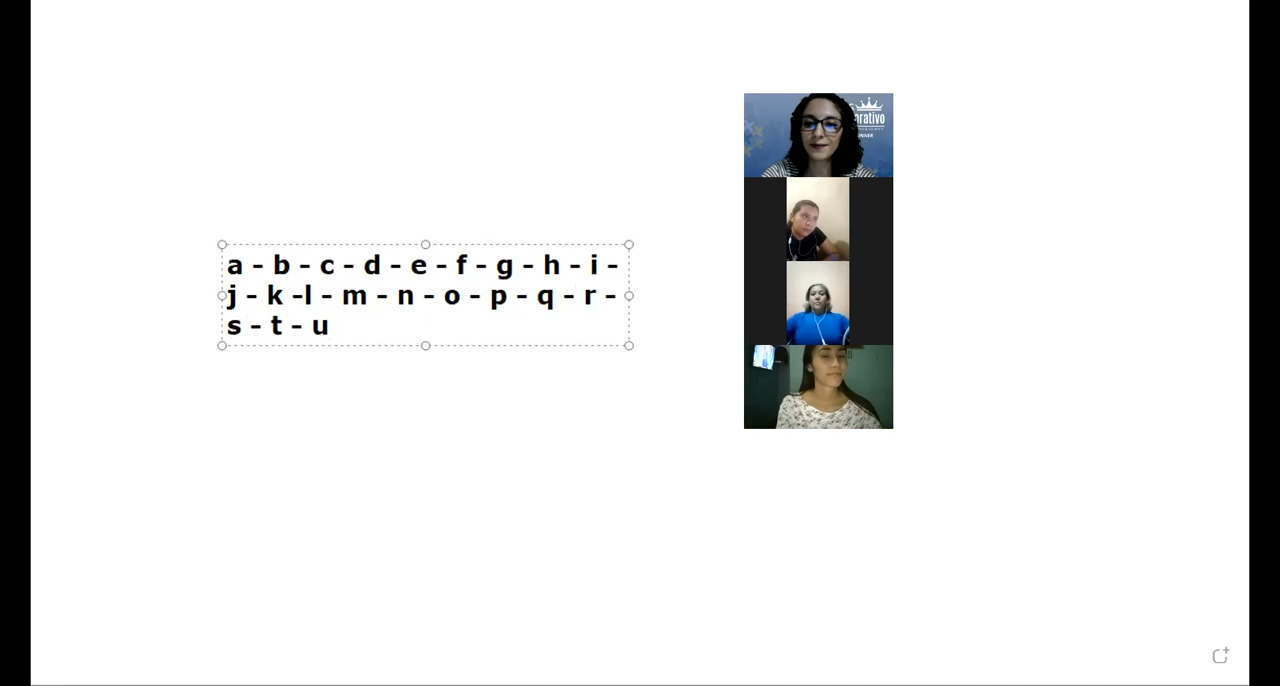 a - b - c - d - e - f - g - h - i -
j - k -l - m - n - o - p - q - r -
s - t - u